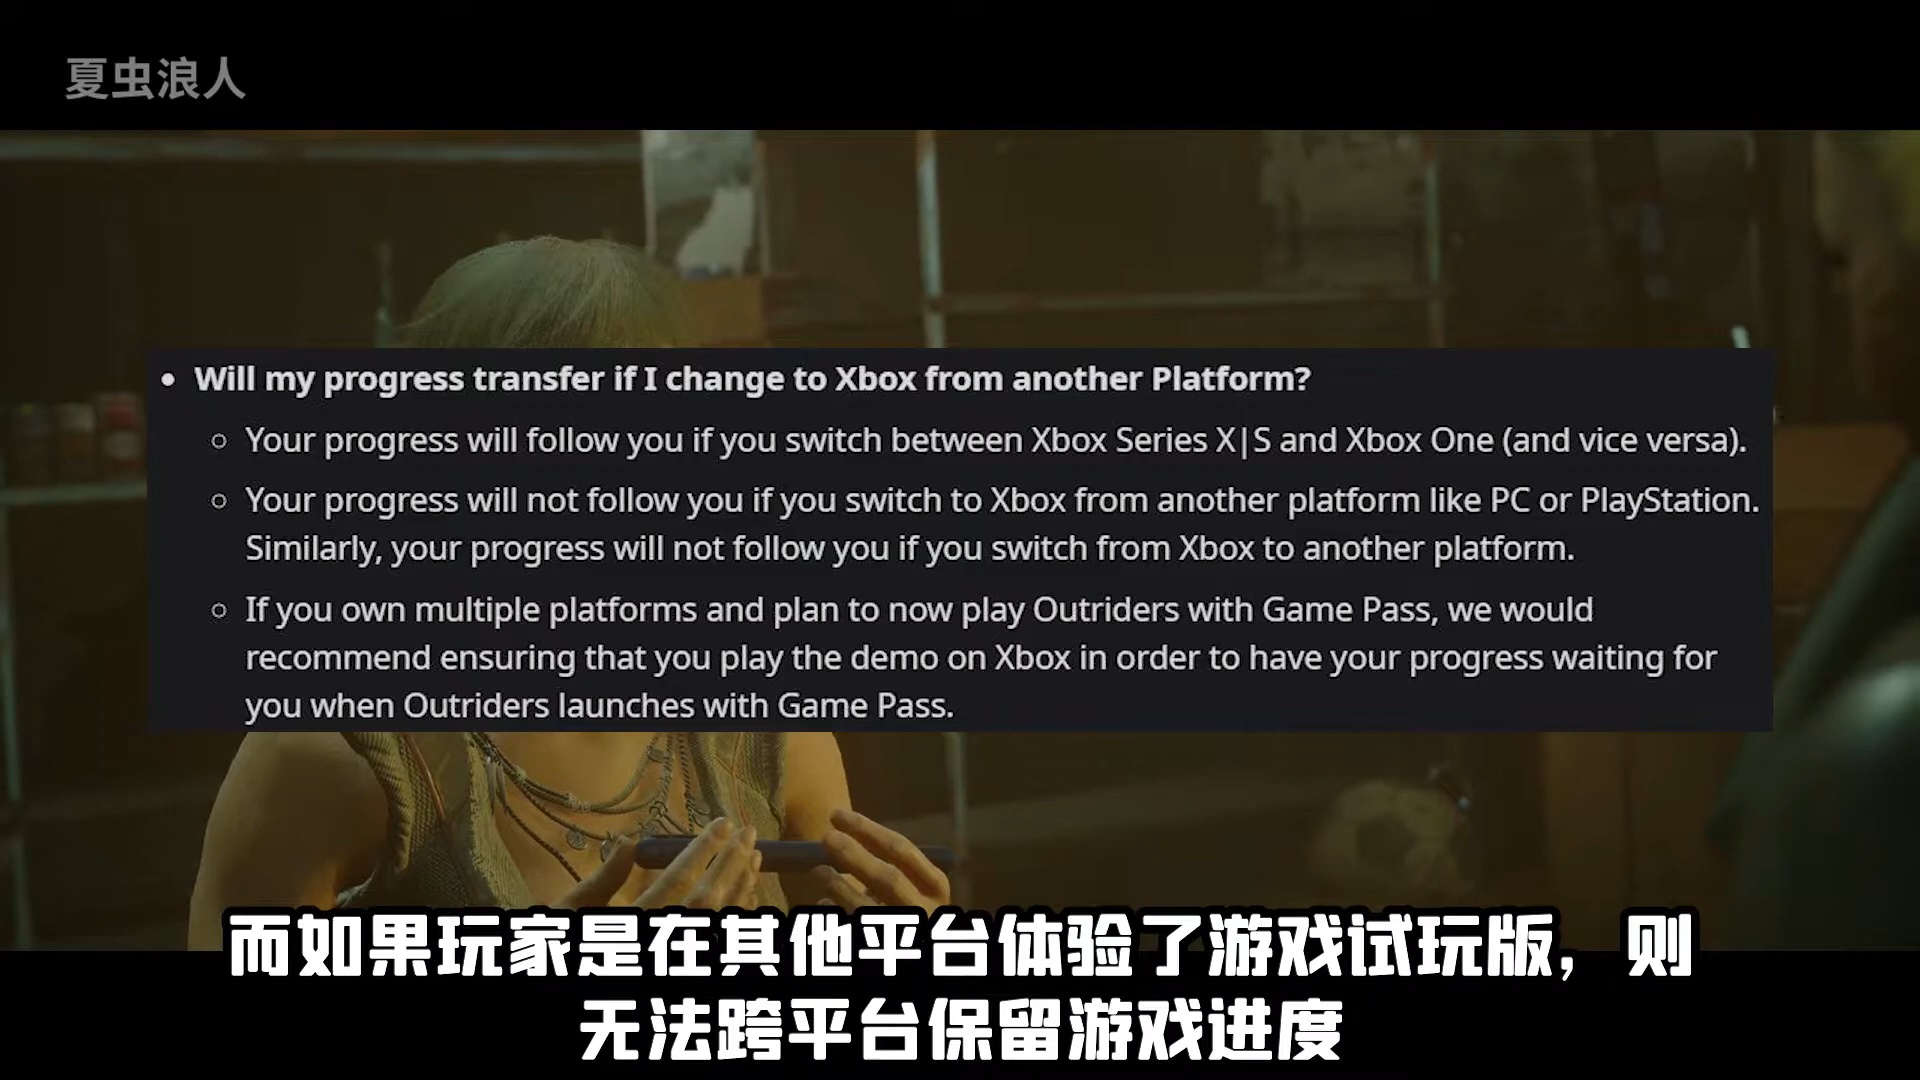 夏虫浪人
• Will my progress transfer if I change to Xbox from another Platform?
○ Your progress will follow you if you switch between Xbox Series X|S and Xbox One (and vice versa).
○ Your progress will not follow you if you switch to Xbox from another platform like PC or PlayStation.
Similarly, your progress will not follow you if you switch from Xbox to another platform.
○ If you own multiple platforms and plan to now play Outriders with Game Pass, we would
recommend ensuring that you play the demo on Xbox in order to have your progress waiting for
you when Outriders launches with Game Pass.
而如果玩家是在其他平台体验了游戏试玩版，则
无法跨平台保留游戏进度